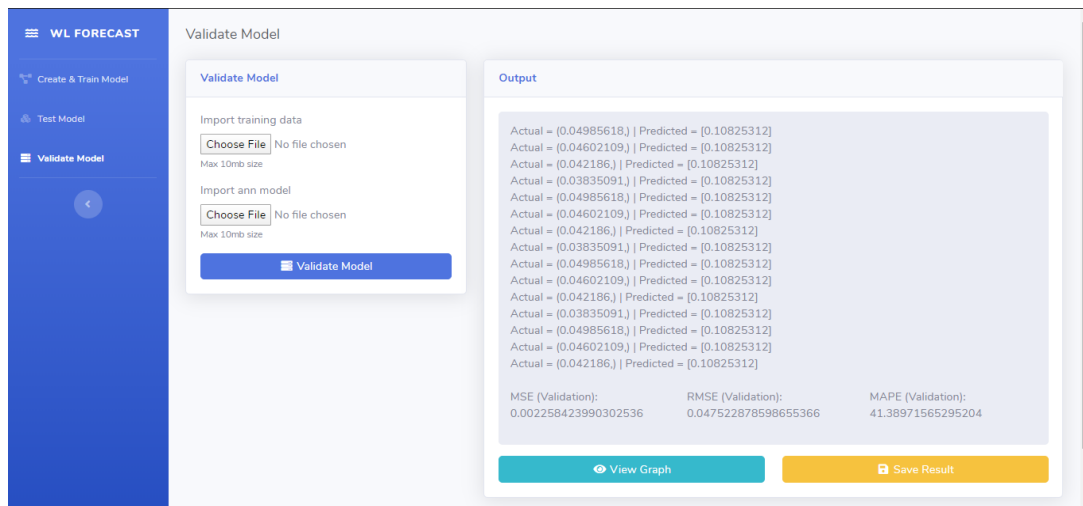 WL FORECAST
Create & Train Model
Test Model
Validate Model
Validate Model
Validate Model
Import training data
Choose File No file chosen
Max 10mb size
Import ann model
Choose File No file chosen
Max 10mb size
Validate Model
Output
Actual = (0.04985618,) | Predicted = [0.10825312]
Actual = (0.04602109,) | Predicted = [0.10825312]
Actual = (0.042186,) | Predicted = [0.10825312]
Actual = (0.03835091,) | Predicted = [0.10825312]
Actual = (0.04985618,) | Predicted = [0.10825312]
Actual = (0.04602109,) | Predicted = [0.10825312]
Actual = (0.042186,) | Predicted = [0.10825312]
Actual = (0.03835091,) | Predicted = [0.10825312]
Actual = (0.04985618,) | Predicted = [0.10825312]
Actual = (0.04602109,) | Predicted = [0.10825312]
Actual = (0.042186,) | Predicted = [0.10825312]
Actual = (0.03835091,) | Predicted = [0.10825312]
Actual = (0.04985618,) | Predicted = [0.10825312]
Actual = (0.04602109,) | Predicted = [0.10825312]
Actual = (0.042186,) | Predicted = [0.10825312]
MSE (Validation): RMSE (Validation): MAPE (Validation):
0.002258423990302536 0.047522878598655366 41.38971565295204
View Graph Save Result